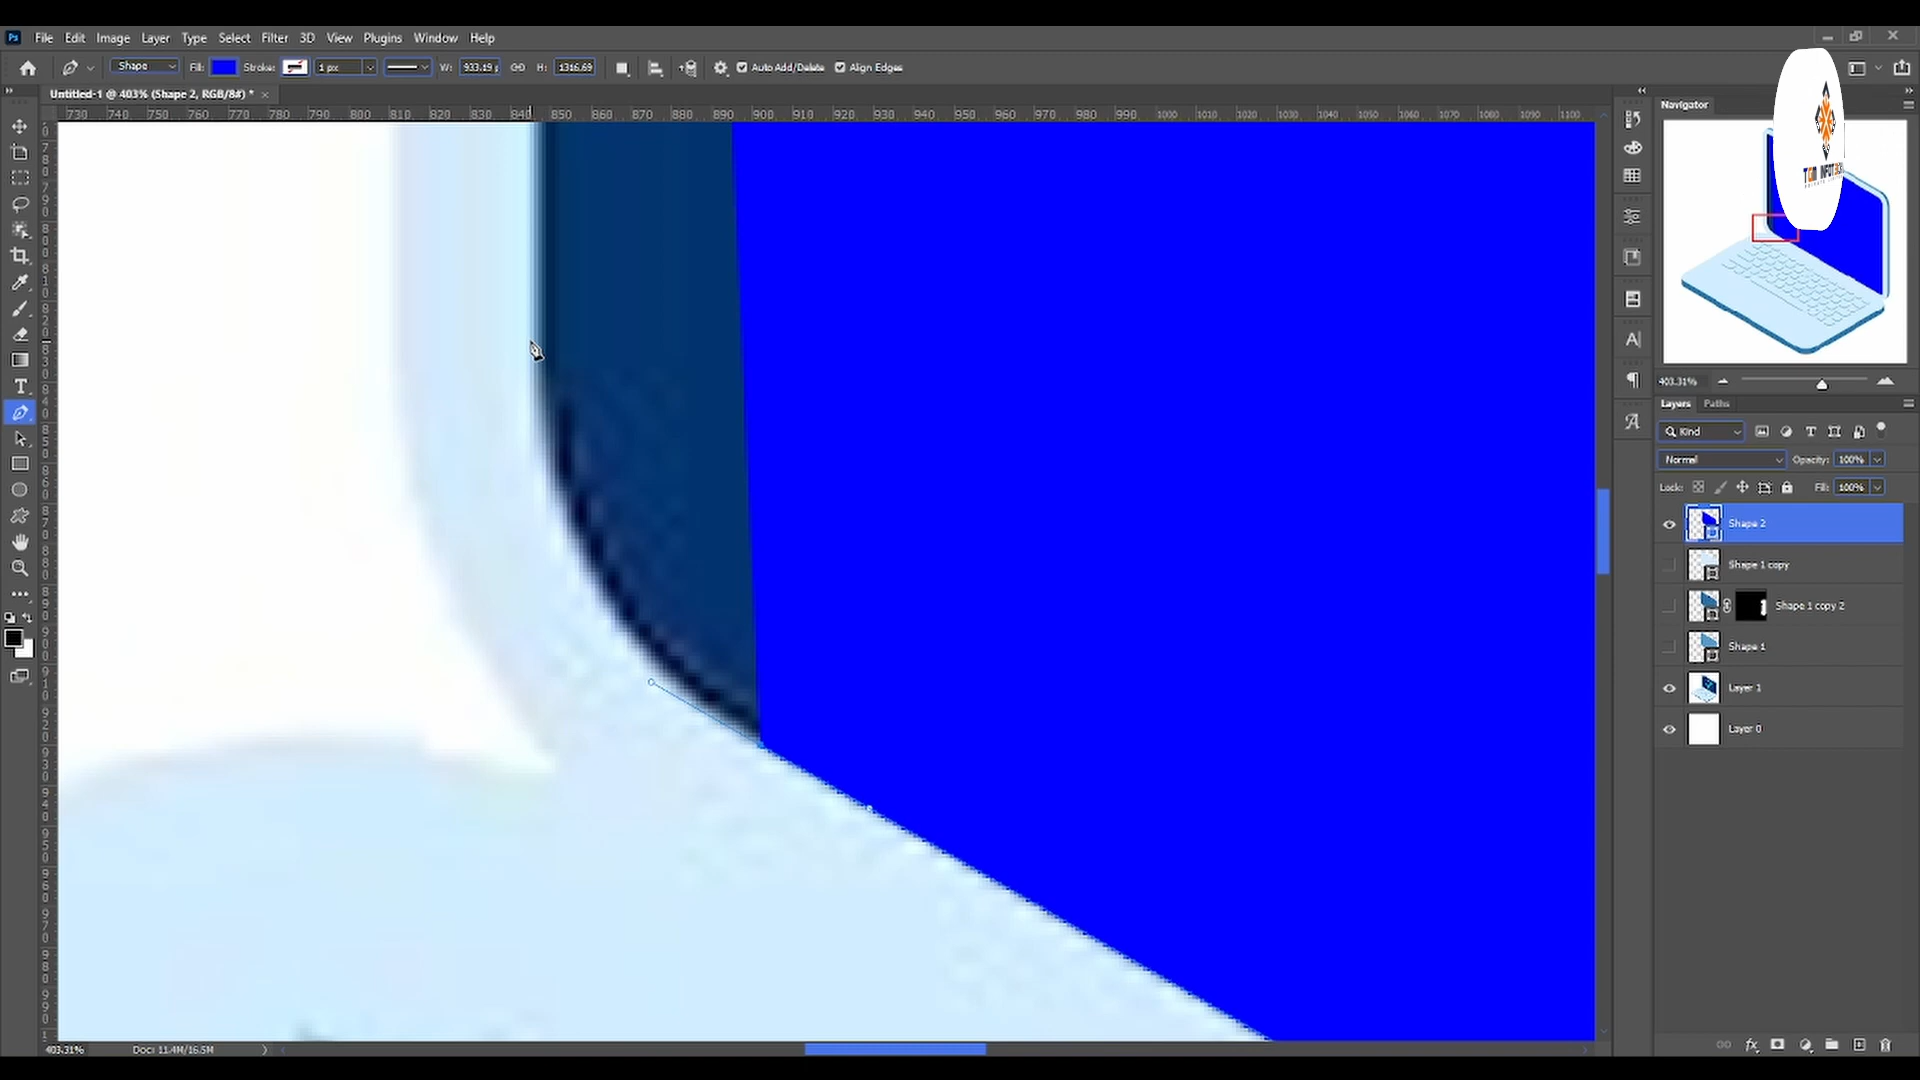 Ps File Edit Image Layer Type Select Filter 3D View Plugins Window Help
Shape Fill: Stroke: 1 px W: 933.19 p H: 1316.69 Auto Add/Delete Align Edges
Untitled-1 @ 403% (Shape 2, RGB/8#) * ×
730 740 750 760 770 780 790 800 810 820 830 840 850 860 870 880 890 900 910 920 930 940 950 960 970 980 990 1000 1010 1020 1030 1040 1050 1060 1070 1080 1090 1100
Navigator
TGM INFOTECH
403.31%
Layers Paths
Kind
Normal Opacity: 100%
Lock: Fill: 100%
Shape 2
Shape 1 copy
Shape 1 copy 2
Shape 1
Layer 1
Layer 0
403.31% Doc: 11.4M/16.5M
fx